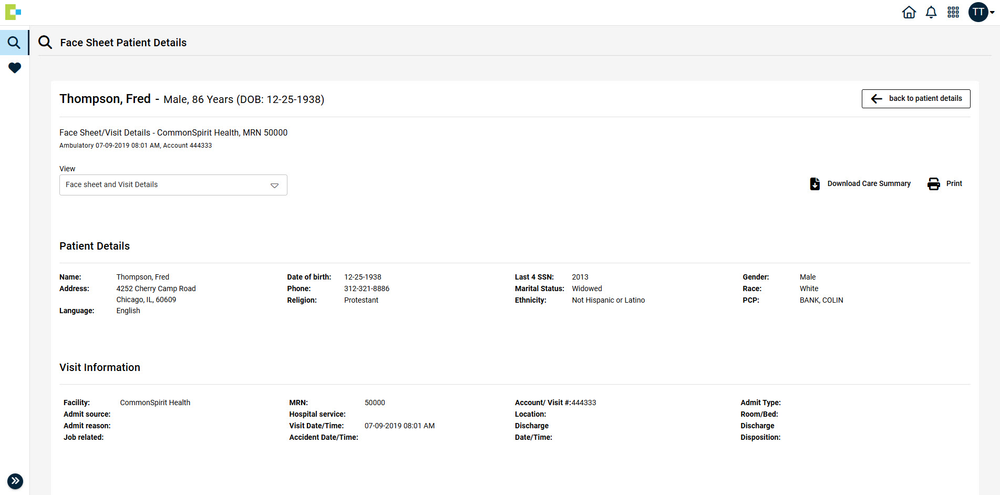 TT
Face Sheet Patient Details
Thompson, Fred - Male, 86 Years (DOB: 12-25-1938)
back to patient details
Face Sheet/Visit Details - CommonSpirit Health, MRN 50000
Ambulatory 07-09-2019 08:01 AM, Account 444333
View
Face sheet and Visit Details
Download Care Summary
Print
Patient Details
Name: Thompson, Fred
Address: 4252 Cherry Camp Road
Chicago, IL, 60609
Language: English
Date of birth: 12-25-1938
Phone: 312-321-8886
Religion: Protestant
Last 4 SSN: 2013
Marital Status: Widowed
Ethnicity: Not Hispanic or Latino
Gender: Male
Race: White
PCP: BANK, COLIN
Visit Information
Facility: CommonSpirit Health
Admit source:
Admit reason:
Job related:
MRN: 50000
Hospital service:
Visit Date/Time: 07-09-2019 08:01 AM
Accident Date/Time:
Account/ Visit #:444333
Location:
Discharge
Date/Time:
Admit Type:
Room/Bed:
Discharge
Disposition: